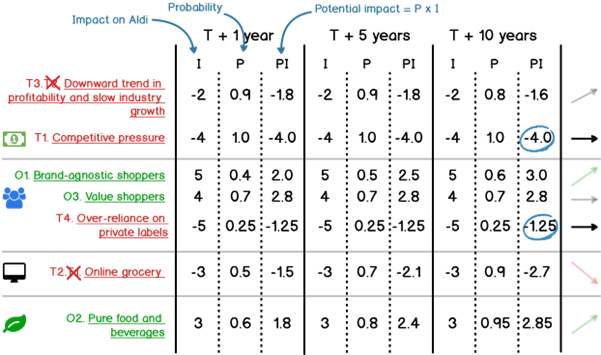 Impact on Aldi
Probability
Potential impact = P x I
T + 1 year T + 5 years T + 10 years
I P PI I P PI I P PI
T3. Downward trend in
profitability and slow industry
growth
-2 0.9 -1.8 -2 0.9 -1.8 -2 0.8 -1.6
T1. Competitive pressure -4 1.0 -4.0 -4 1.0 -4.0 -4 1.0 -4.0
O1. Brand-agnostic shoppers 5 0.4 2.0 5 0.5 2.5 5 0.6 3.0
O3. Value shoppers 4 0.7 2.8 4 0.7 2.8 4 0.7 2.8
T4. Over-reliance on
private labels
-5 0.25 -1.25 -5 0.25 -1.25 -5 0.25 -1.25
T2. Online grocery -3 0.5 -1.5 -3 0.7 -2.1 -3 0.9 -2.7
O2. Pure food and
beverages
3 0.6 1.8 3 0.8 2.4 3 0.95 2.85